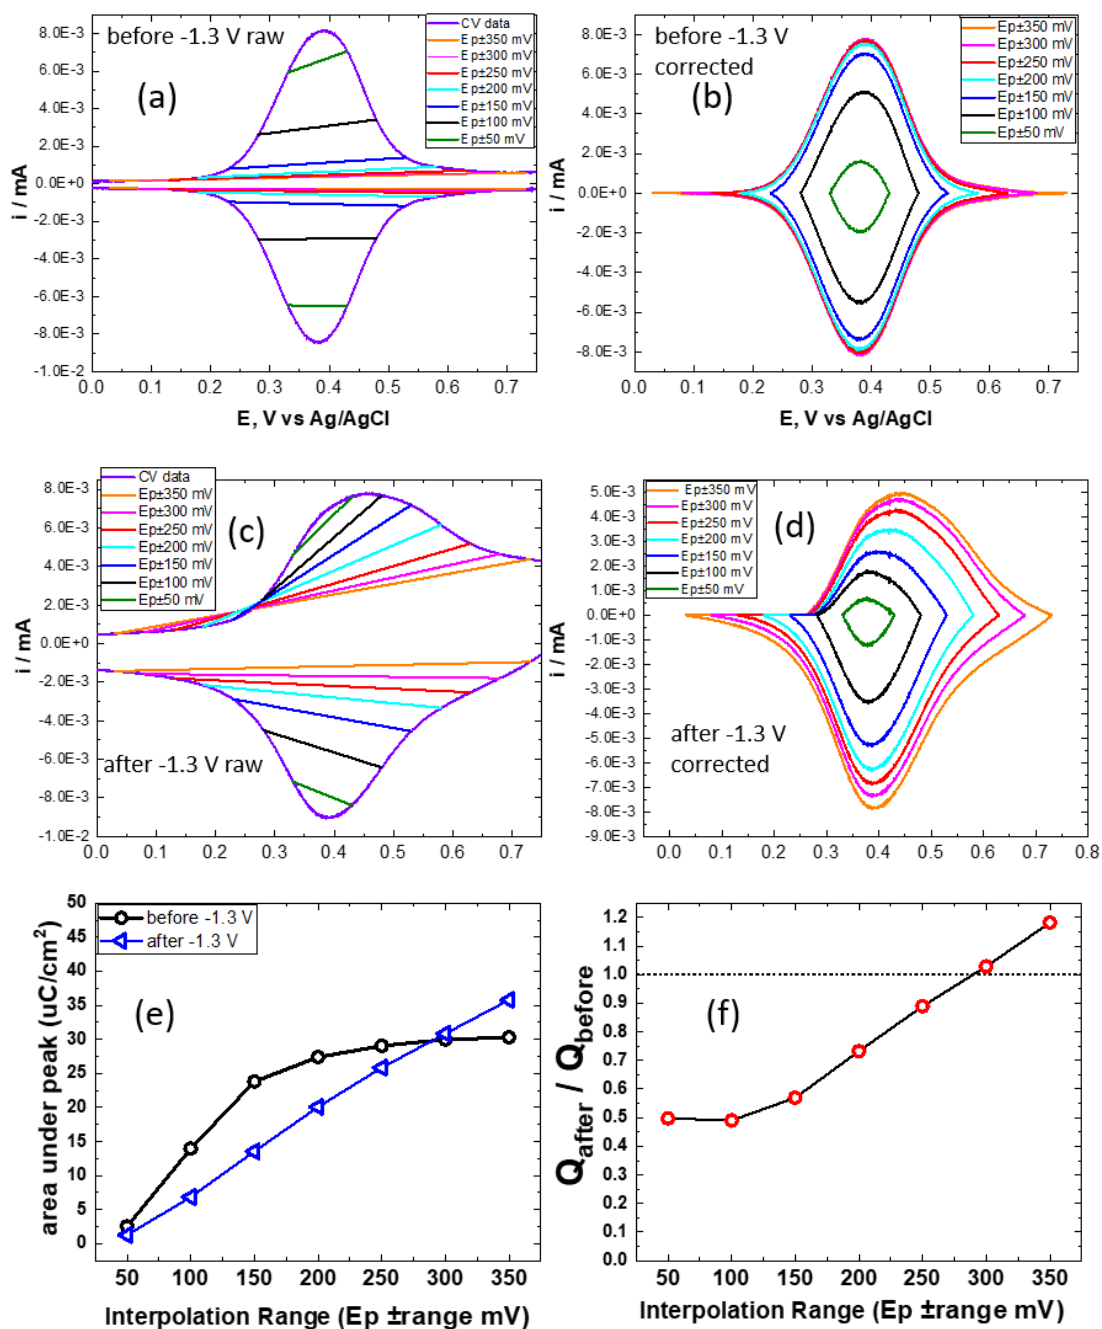 before -1.3 V raw
(a)
CV data
Ep±350 mV
Ep±300 mV
Ep±250 mV
Ep±200 mV
Ep±150 mV
Ep±100 mV
Ep±50 mV
8.0E-3
6.0E-3
4.0E-3
2.0E-3
0.0E+0
-2.0E-3
-4.0E-3
-6.0E-3
-8.0E-3
-1.0E-2
i / mA
0.0 0.1 0.2 0.3 0.4 0.5 0.6 0.7
E, V vs Ag/AgCl
before -1.3 V
corrected
(b)
Ep±350 mV
Ep±300 mV
Ep±250 mV
Ep±200 mV
Ep±150 mV
Ep±100 mV
Ep±50 mV
8.0E-3
6.0E-3
4.0E-3
2.0E-3
0.0E+0
-2.0E-3
-4.0E-3
-6.0E-3
-8.0E-3
i / mA
0.0 0.1 0.2 0.3 0.4 0.5 0.6 0.7
E, V vs Ag/AgCl
CV data
Ep±350 mV
Ep±300 mV
Ep±250 mV
Ep±200 mV
Ep±150 mV
Ep±100 mV
Ep±50 mV
(c)
after -1.3 V raw
8.0E-3
6.0E-3
4.0E-3
2.0E-3
0.0E+0
-2.0E-3
-4.0E-3
-6.0E-3
-8.0E-3
-1.0E-2
i / mA
0.0 0.1 0.2 0.3 0.4 0.5 0.6 0.7
Ep±350 mV
Ep±300 mV
Ep±250 mV
Ep±200 mV
Ep±150 mV
Ep±100 mV
Ep±50 mV
(d)
after -1.3 V
corrected
5.0E-3
4.0E-3
3.0E-3
2.0E-3
1.0E-3
0.0E+0
-1.0E-3
-2.0E-3
-3.0E-3
-4.0E-3
-5.0E-3
-6.0E-3
-7.0E-3
-8.0E-3
-9.0E-3
i / mA
0.0 0.1 0.2 0.3 0.4 0.5 0.6 0.7 0.8
before -1.3 V
after -1.3 V
(e)
50
45
40
35
30
25
20
15
10
5
0
area under peak (uC/cm²)
50 100 150 200 250 300 350
Interpolation Range (Ep ±range mV)
(f)
1.2
1.1
1.0
0.9
0.8
0.7
0.6
0.5
0.4
0.3
0.2
0.1
0.0
Qafter / Qbefore
50 100 150 200 250 300 350
Interpolation Range (Ep ±range mV)